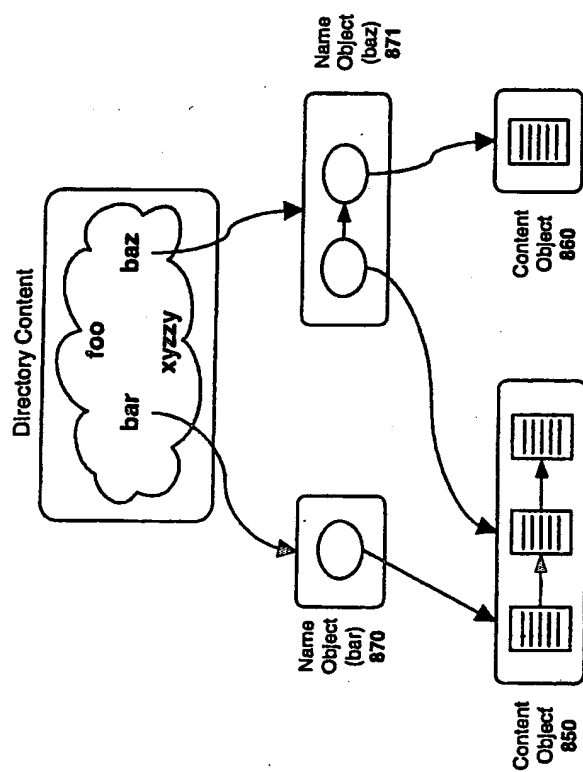 Directory Content
foo
bar
baz
xyzzy
Name
Object
(bar)
870
Name
Object
(baz)
871
Content
Object
850
Content
Object
860